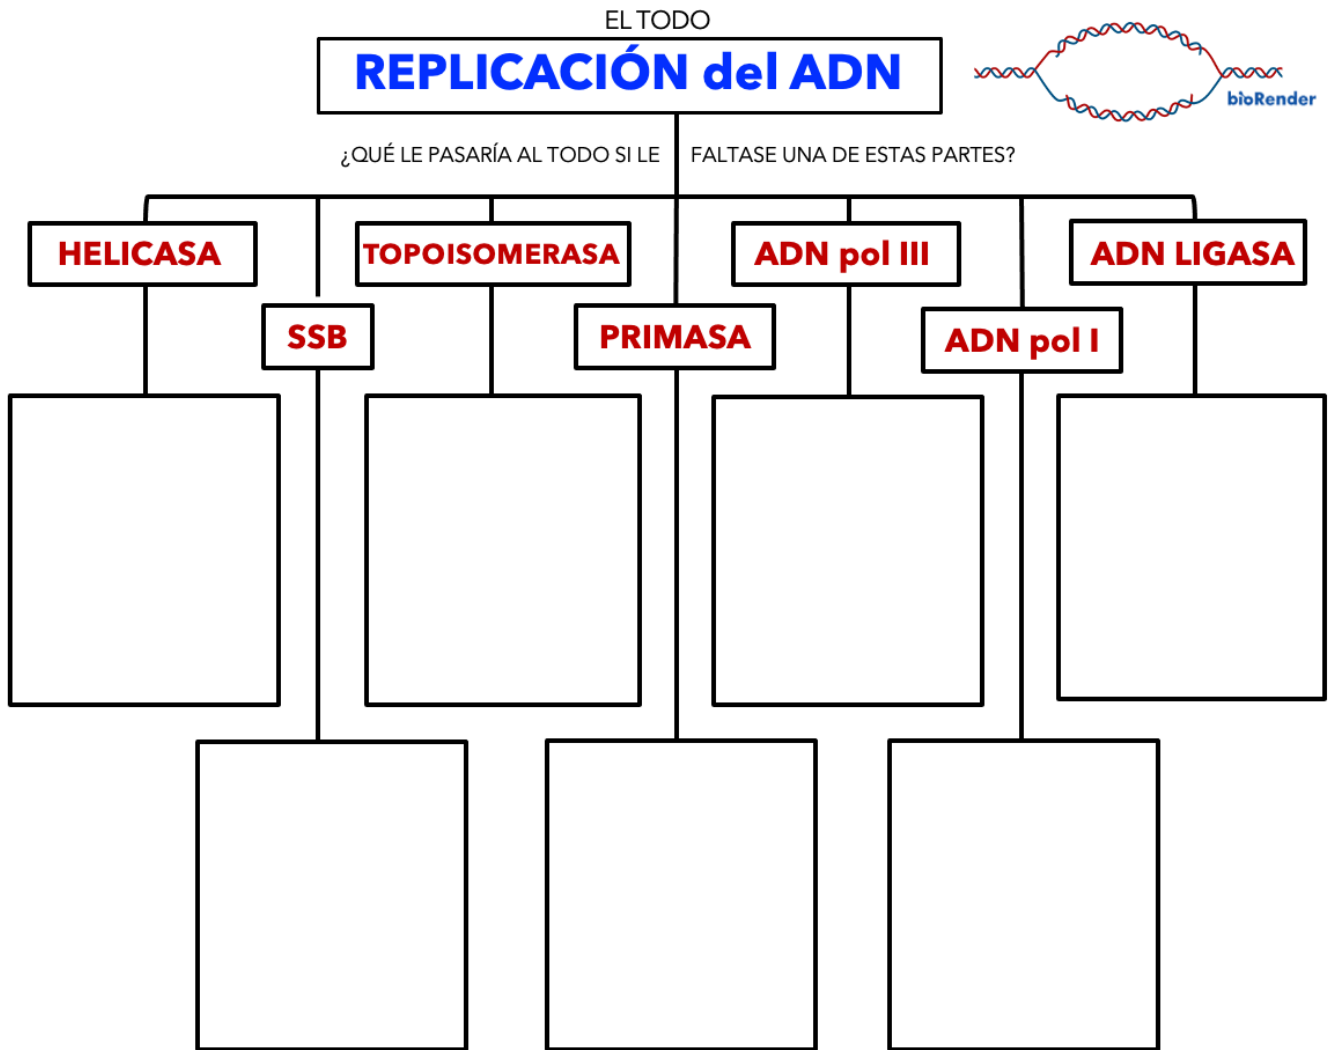 EL TODO
REPLICACIÓN del ADN
bioRender
¿QUÉ LE PASARÍA AL TODO SI LE FALTASE UNA DE ESTAS PARTES?
HELICASA
SSB
TOPOISOMERASA
PRIMASA
ADN pol III
ADN pol I
ADN LIGASA